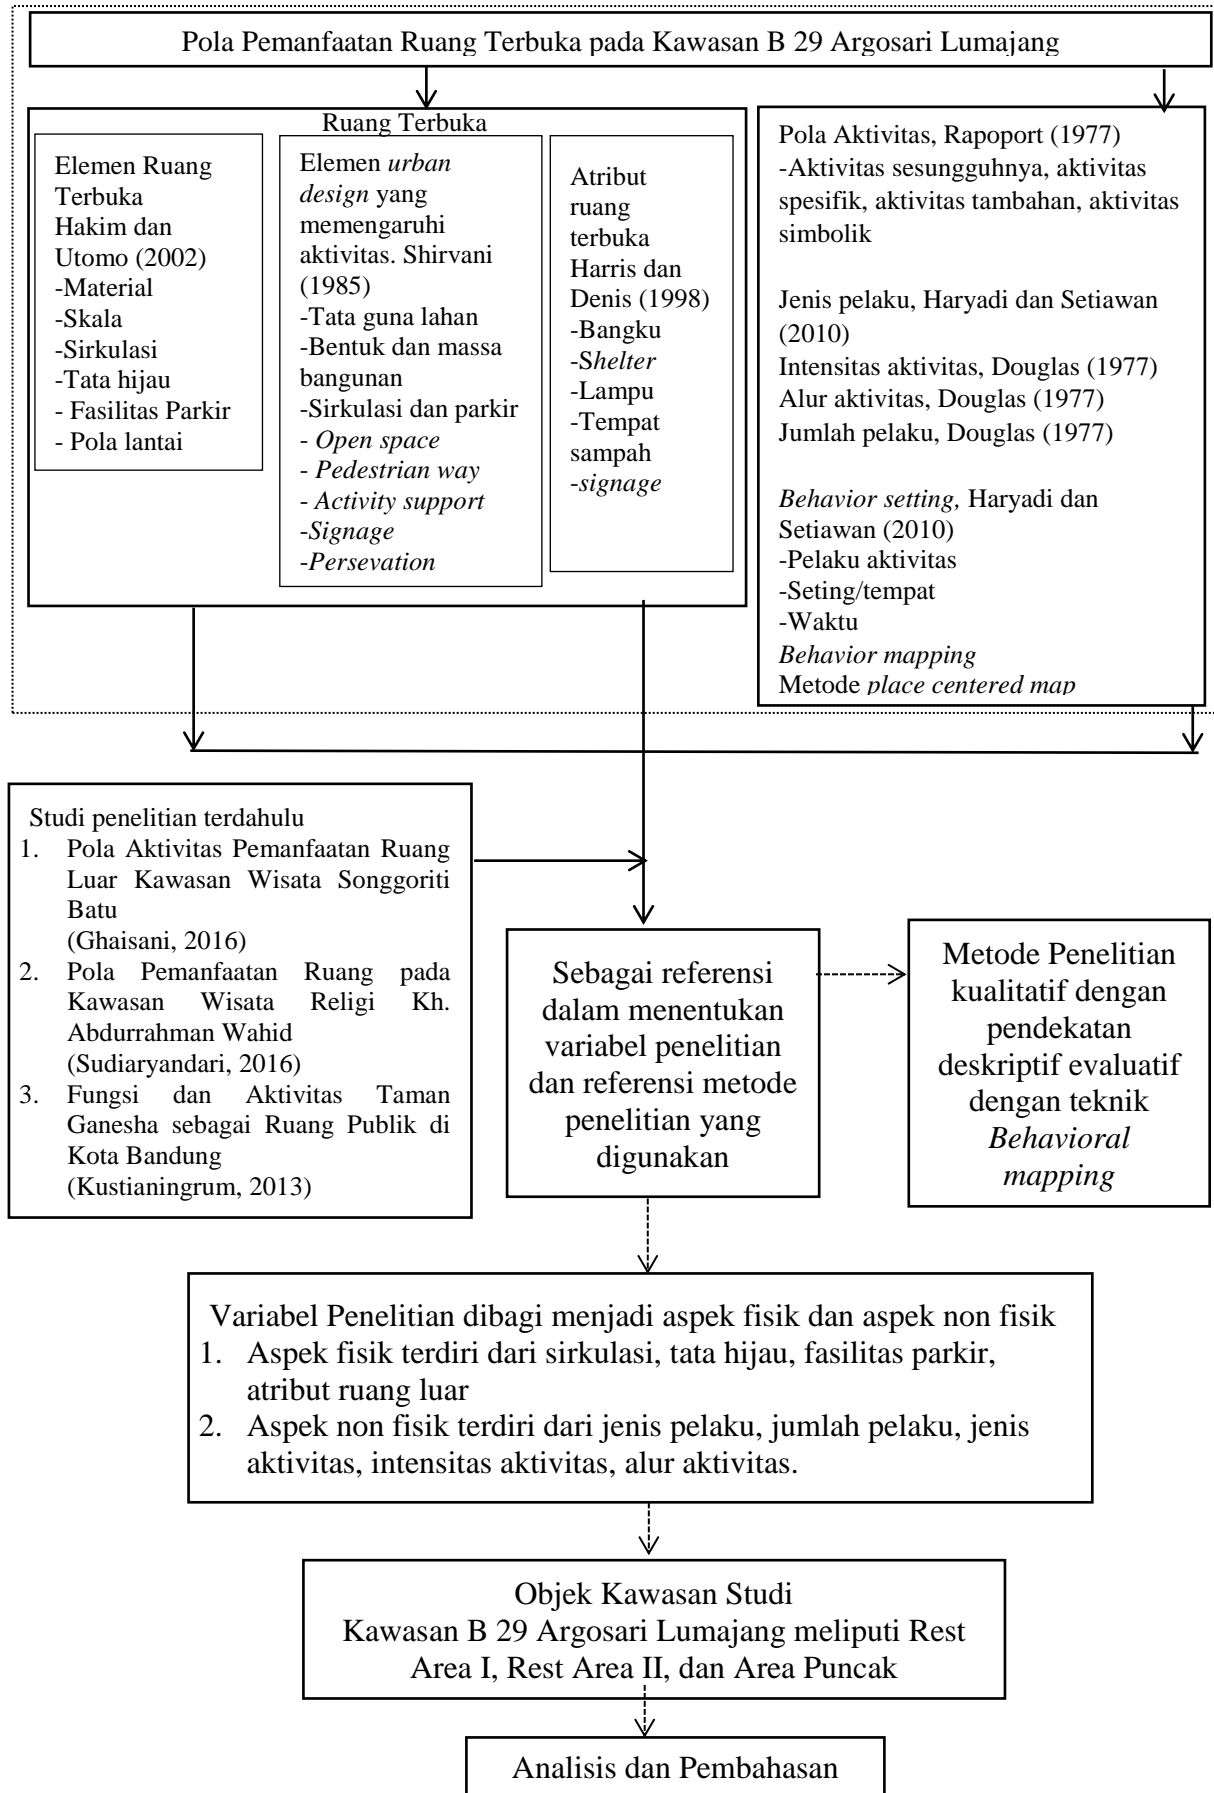 Pola Pemanfaatan Ruang Terbuka pada Kawasan B 29 Argosari Lumajang
Ruang Terbuka
Elemen Ruang
Terbuka
Hakim dan
Utomo (2002)
-Material
-Skala
-Sirkulasi
-Tata hijau
- Fasilitas Parkir
- Pola lantai
Elemen urban
design yang
memengaruhi
aktivitas. Shirvani
(1985)
-Tata guna lahan
-Bentuk dan massa
bangunan
-Sirkulasi dan parkir
- Open space
- Pedestrian way
- Activity support
-Signage
-Persevation
Atribut
ruang
terbuka
Harris dan
Denis (1998)
-Bangku
-Shelter
-Lampu
-Tempat
sampah
-signage
Pola Aktivitas, Rapoport (1977)
-Aktivitas sesungguhnya, aktivitas
spesifik, aktivitas tambahan, aktivitas
simbolik
Jenis pelaku, Haryadi dan Setiawan
(2010)
Intensitas aktivitas, Douglas (1977)
Alur aktivitas, Douglas (1977)
Jumlah pelaku, Douglas (1977)
Behavior setting, Haryadi dan
Setiawan (2010)
-Pelaku aktivitas
-Seting/tempat
-Waktu
Behavior mapping
Metode place centered map
Studi penelitian terdahulu
1. Pola Aktivitas Pemanfaatan Ruang
Luar Kawasan Wisata Songgoriti
Batu
(Ghaisani, 2016)
2. Pola Pemanfaatan Ruang pada
Kawasan Wisata Religi Kh.
Abdurrahman Wahid
(Sudiaryandari, 2016)
3. Fungsi dan Aktivitas Taman
Ganesha sebagai Ruang Publik di
Kota Bandung
(Kustianingrum, 2013)
Sebagai referensi
dalam menentukan
variabel penelitian
dan referensi metode
penelitian yang
digunakan
Metode Penelitian
kualitatif dengan
pendekatan
deskriptif evaluatif
dengan teknik
Behavioral
mapping
Variabel Penelitian dibagi menjadi aspek fisik dan aspek non fisik
1. Aspek fisik terdiri dari sirkulasi, tata hijau, fasilitas parkir,
atribut ruang luar
2. Aspek non fisik terdiri dari jenis pelaku, jumlah pelaku, jenis
aktivitas, intensitas aktivitas, alur aktivitas.
Objek Kawasan Studi
Kawasan B 29 Argosari Lumajang meliputi Rest
Area I, Rest Area II, dan Area Puncak
Analisis dan Pembahasan